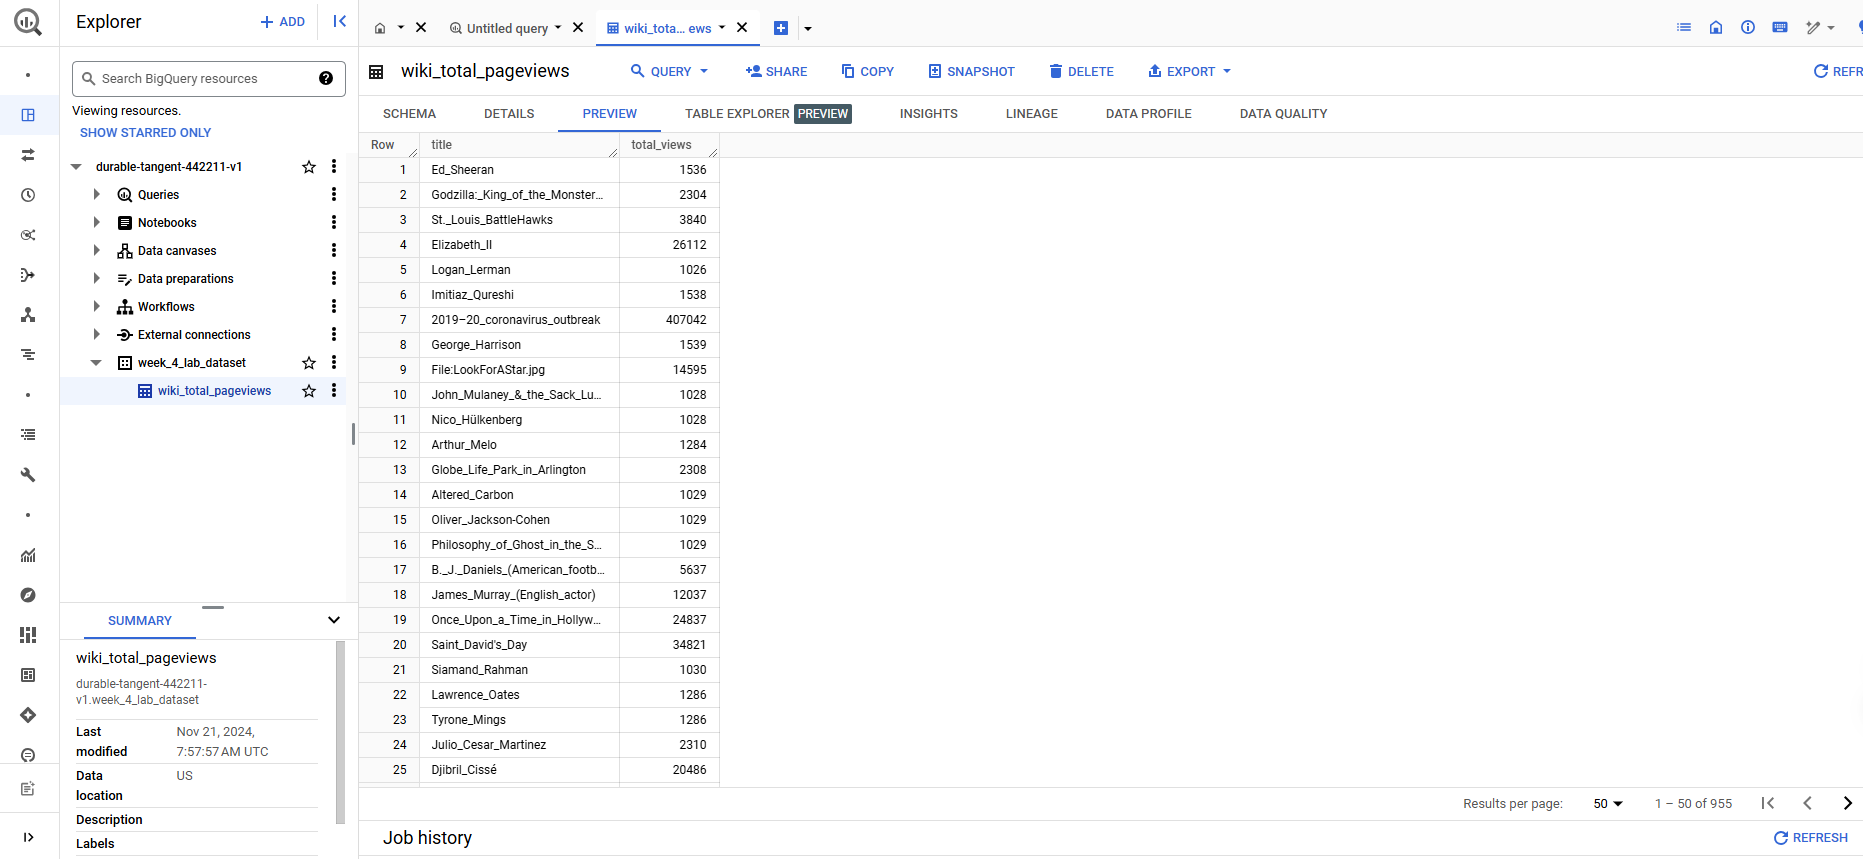 Explorer
+ ADD
Search BigQuery resources
Viewing resources.
SHOW STARRED ONLY
durable-tangent-442211-v1
Queries
Notebooks
Data canvases
Data preparations
Workflows
External connections
week_4_lab_dataset
wiki_total_pageviews
SUMMARY
wiki_total_pageviews
durable-tangent-442211-
v1.week_4_lab_dataset
Last modified Nov 21, 2024, 7:57:57 AM UTC
Data location US
Description
Labels
Untitled query
wiki_tota... ews
wiki_total_pageviews
QUERY SHARE COPY SNAPSHOT DELETE EXPORT REFR
SCHEMA DETAILS PREVIEW TABLE EXPLORER PREVIEW INSIGHTS LINEAGE DATA PROFILE DATA QUALITY
Row title total_views
1 Ed_Sheeran 1536
2 Godzilla:_King_of_the_Monster... 2304
3 St._Louis_BattleHawks 3840
4 Elizabeth_II 26112
5 Logan_Lerman 1026
6 Imitiaz_Qureshi 1538
7 2019–20_coronavirus_outbreak 407042
8 George_Harrison 1539
9 File:LookForAStar.jpg 14595
10 John_Mulaney_&_the_Sack_Lu... 1028
11 Nico_Hülkenberg 1028
12 Arthur_Melo 1284
13 Globe_Life_Park_in_Arlington 2308
14 Altered_Carbon 1029
15 Oliver_Jackson-Cohen 1029
16 Philosophy_of_Ghost_in_the_S... 1029
17 B._J._Daniels_(American_footb... 5637
18 James_Murray_(English_actor) 12037
19 Once_Upon_a_Time_in_Hollyw... 24837
20 Saint_David's_Day 34821
21 Siamand_Rahman 1030
22 Lawrence_Oates 1286
23 Tyrone_Mings 1286
24 Julio_Cesar_Martinez 2310
25 Djibril_Cissé 20486
Results per page: 50 1 – 50 of 955
Job history
REFRESH